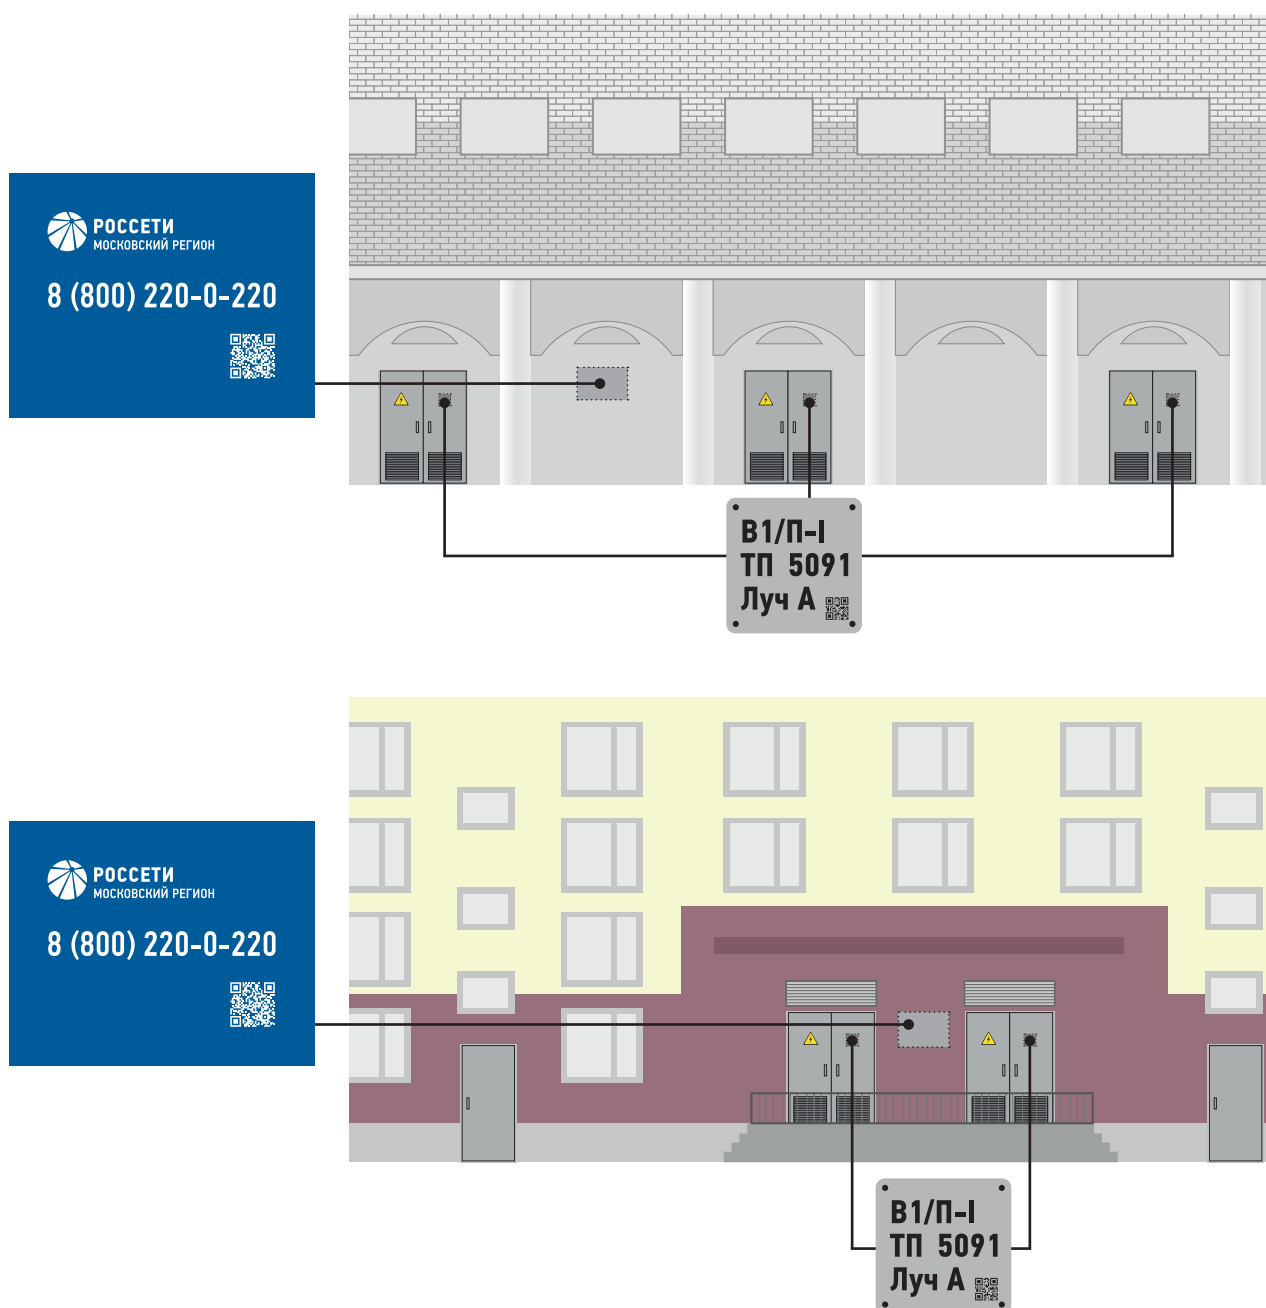 РОССЕТИ
МОСКОВСКИЙ РЕГИОН
8 (800) 220-0-220
В1/П-I
ТП 5091
Луч А
РОССЕТИ
МОСКОВСКИЙ РЕГИОН
8 (800) 220-0-220
В1/П-I
ТП 5091
Луч А